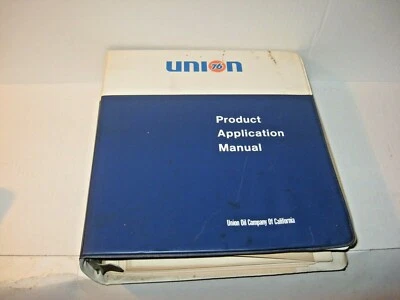 union 76
Product
Application
Manual
Union Oil Company Of California